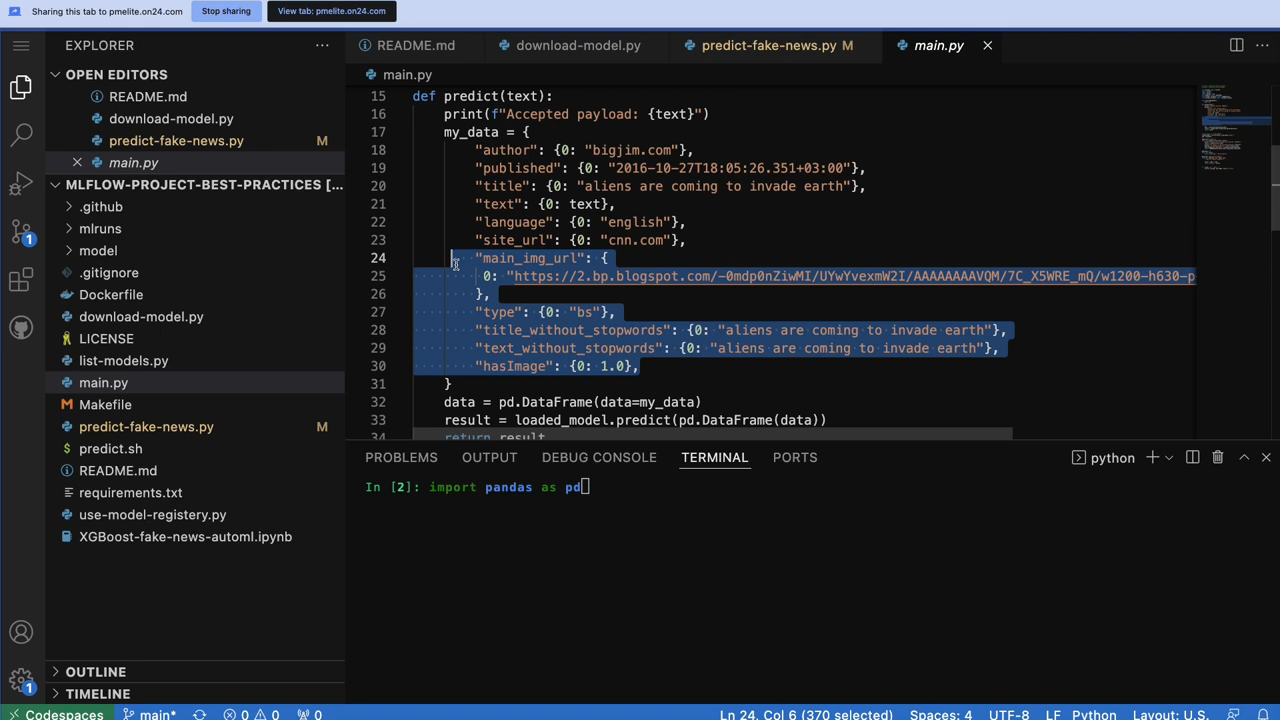 Sharing this tab to pmelite.on24.com Stop sharing View tab: pmelite.on24.com
EXPLORER
OPEN EDITORS
README.md
download-model.py
predict-fake-news.py M
main.py
MLFLOW-PROJECT-BEST-PRACTICES [...
.github
mlruns
model
.gitignore
Dockerfile
download-model.py
LICENSE
list-models.py
main.py
Makefile
predict-fake-news.py M
predict.sh
README.md
requirements.txt
use-model-registery.py
XGBoost-fake-news-automl.ipynb
OUTLINE
TIMELINE
README.md download-model.py predict-fake-news.py M main.py
main.py
15 def predict(text):
16 print(f"Accepted payload: {text}")
17 my_data = {
18 "author": {0: "bigjim.com"},
19 "published": {0: "2016-10-27T18:05:26.351+03:00"},
20 "title": {0: "aliens are coming to invade earth"},
21 "text": {0: text},
22 "language": {0: "english"},
23 "site_url": {0: "cnn.com"},
24 "main_img_url": {
25 0: "https://2.bp.blogspot.com/-0mdp0nZiwMI/UYwYvexmW2I/AAAAAAAAVQM/7C_X5WRE_mQ/w1200-h630-p
26 },
27 "type": {0: "bs"},
28 "title_without_stopwords": {0: "aliens are coming to invade earth"},
29 "text_without_stopwords": {0: "aliens are coming to invade earth"},
30 "hasImage": {0: 1.0},
31 }
32 data = pd.DataFrame(data=my_data)
33 result = loaded_model.predict(pd.DataFrame(data))
34 return result
PROBLEMS OUTPUT DEBUG CONSOLE TERMINAL PORTS python
In [2]: import pandas as pd
1
1
Codespaces main* 0 0 0 Ln 24, Col 6 (370 selected) Spaces: 4 UTF-8 LF Python Layout: U.S.